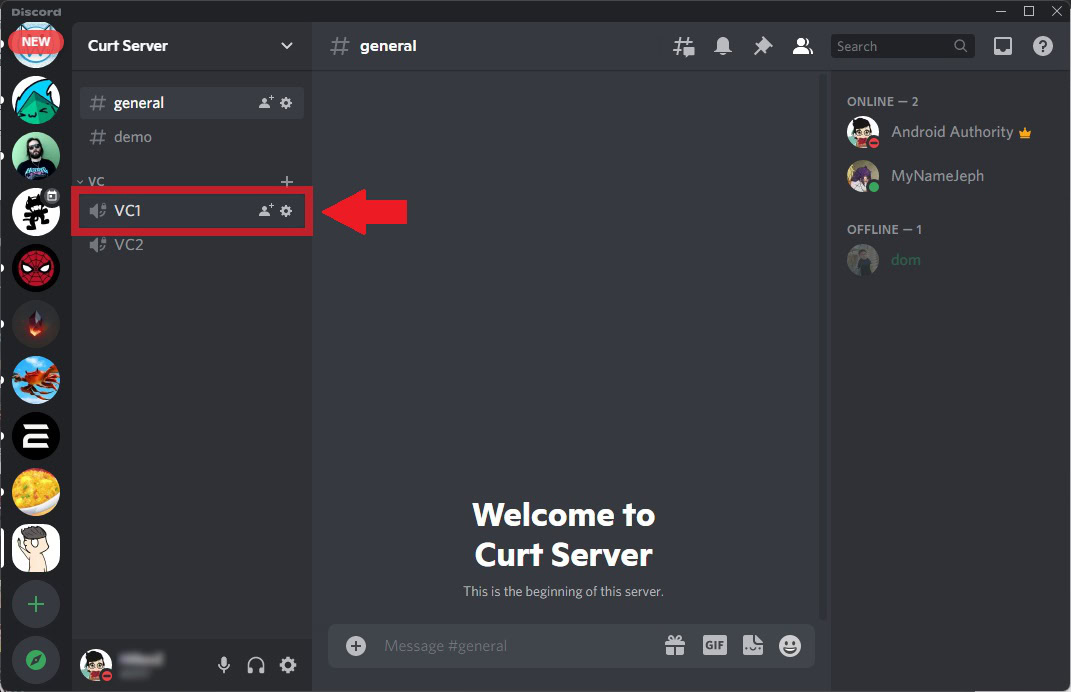 Discord
NEW
Curt Server
general
Search
general
demo
VC
VC1
VC2
ONLINE — 2
Android Authority
MyNameJeph
OFFLINE — 1
dom
Welcome to
Curt Server
This is the beginning of this server.
Message #general
GIF